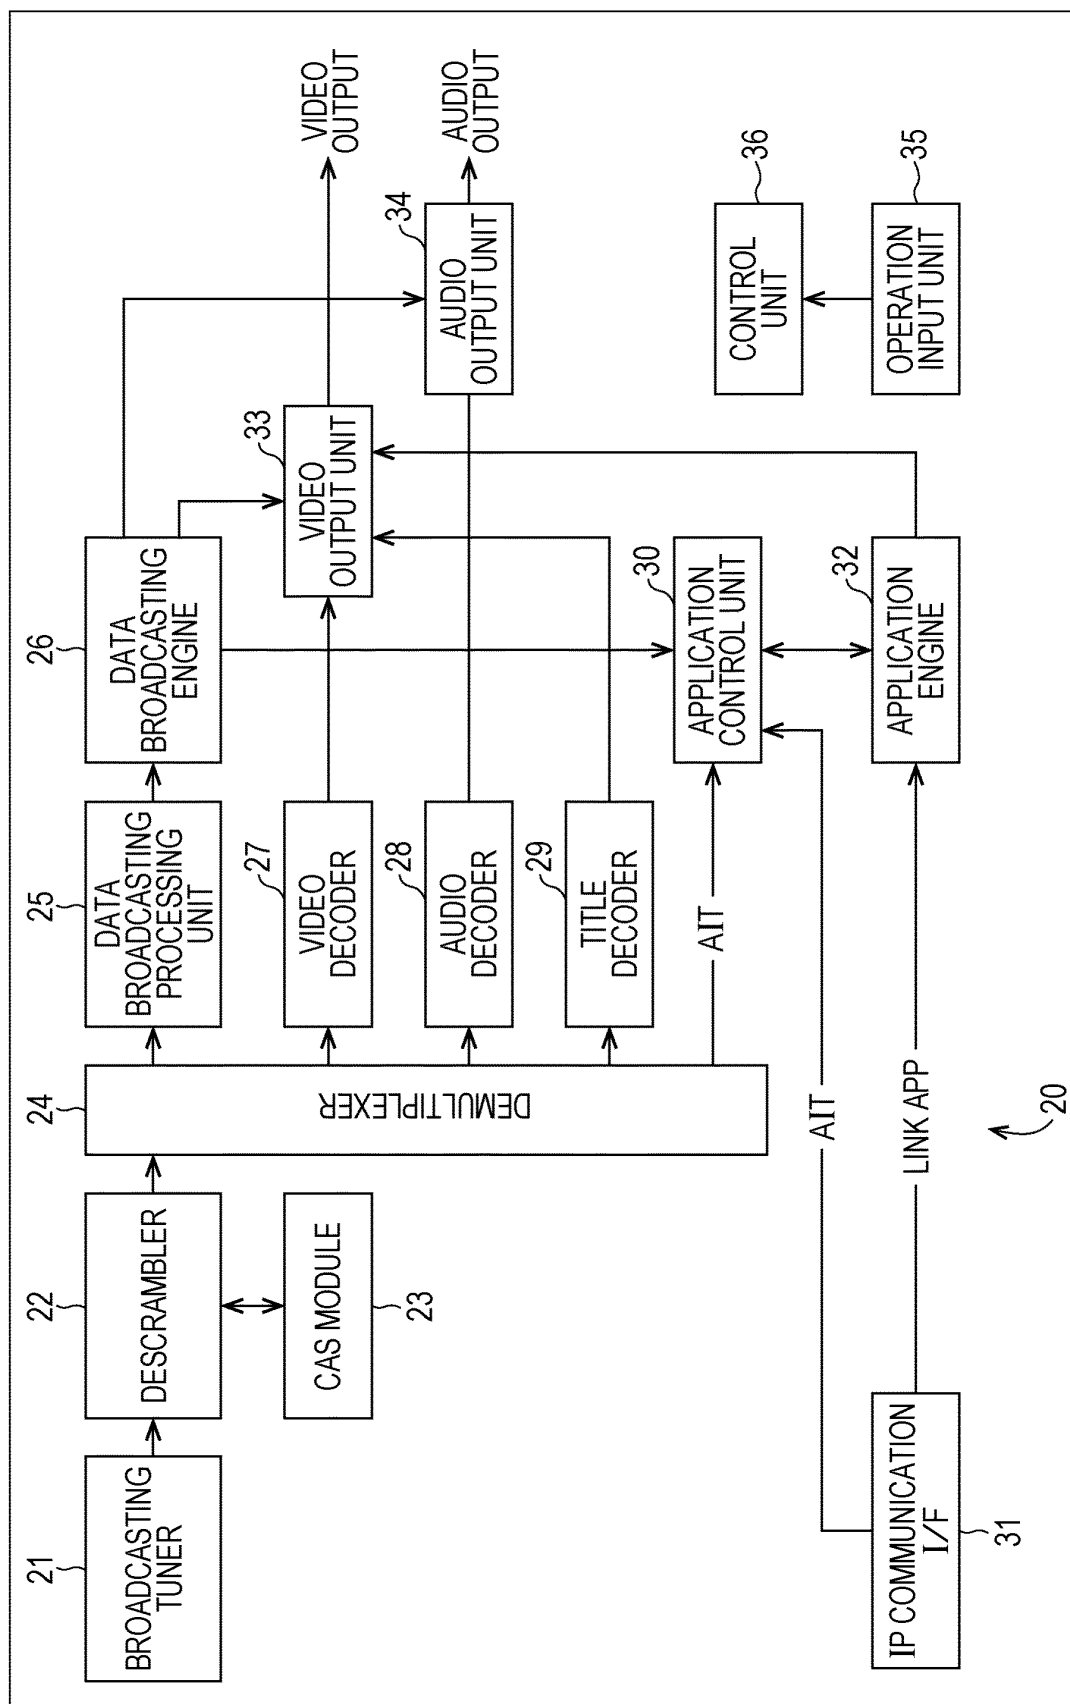 21
BROADCASTING
TUNER
22
DESCRAMBLER
CAS MODULE
23
24
DEMULTIPLEXER
25
DATA
BROADCASTING
PROCESSING
UNIT
26
DATA
BROADCASTING
ENGINE
27
VIDEO
DECODER
28
AUDIO
DECODER
29
TITLE
DECODER
33
VIDEO
OUTPUT UNIT
VIDEO
OUTPUT
34
AUDIO
OUTPUT UNIT
AUDIO
OUTPUT
AIT
30
APPLICATION
CONTROL UNIT
36
CONTROL
UNIT
AIT
IP COMMUNICATION
I/F
31
LINK APP
32
APPLICATION
ENGINE
35
OPERATION
INPUT UNIT
20